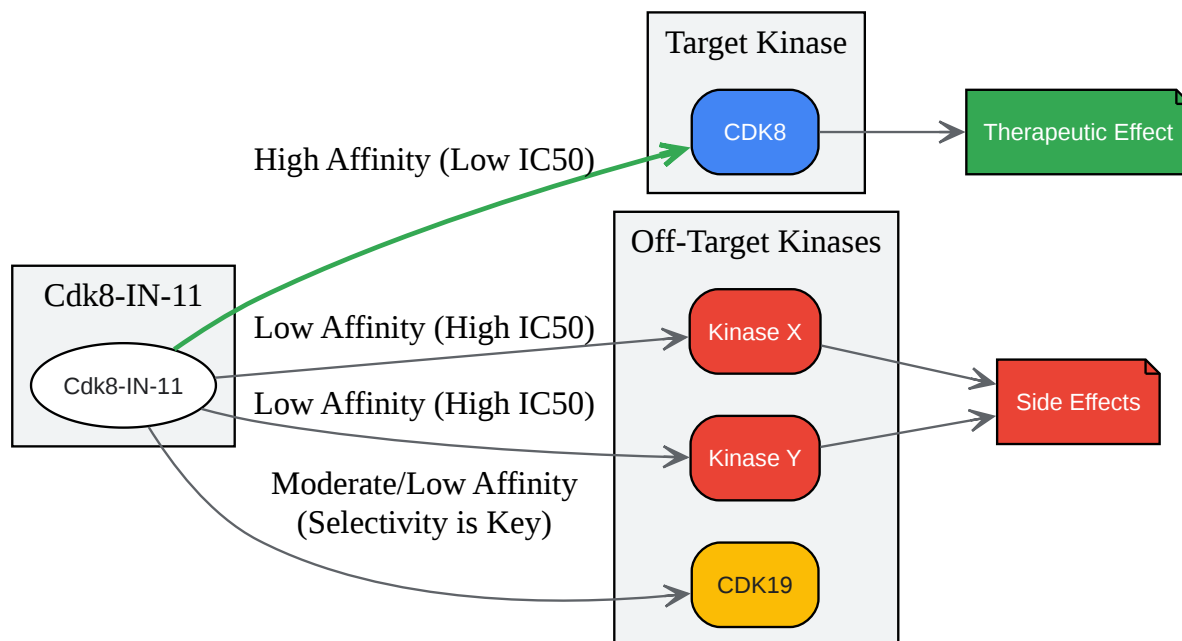 Target Kinase
CDK8
Therapeutic Effect
High Affinity (Low IC50)
Off-Target Kinases
Cdk8-IN-11
Cdk8-IN-11
Low Affinity (High IC50)
Kinase X
Low Affinity (High IC50)
Kinase Y
Side Effects
Moderate/Low Affinity
(Selectivity is Key)
CDK19